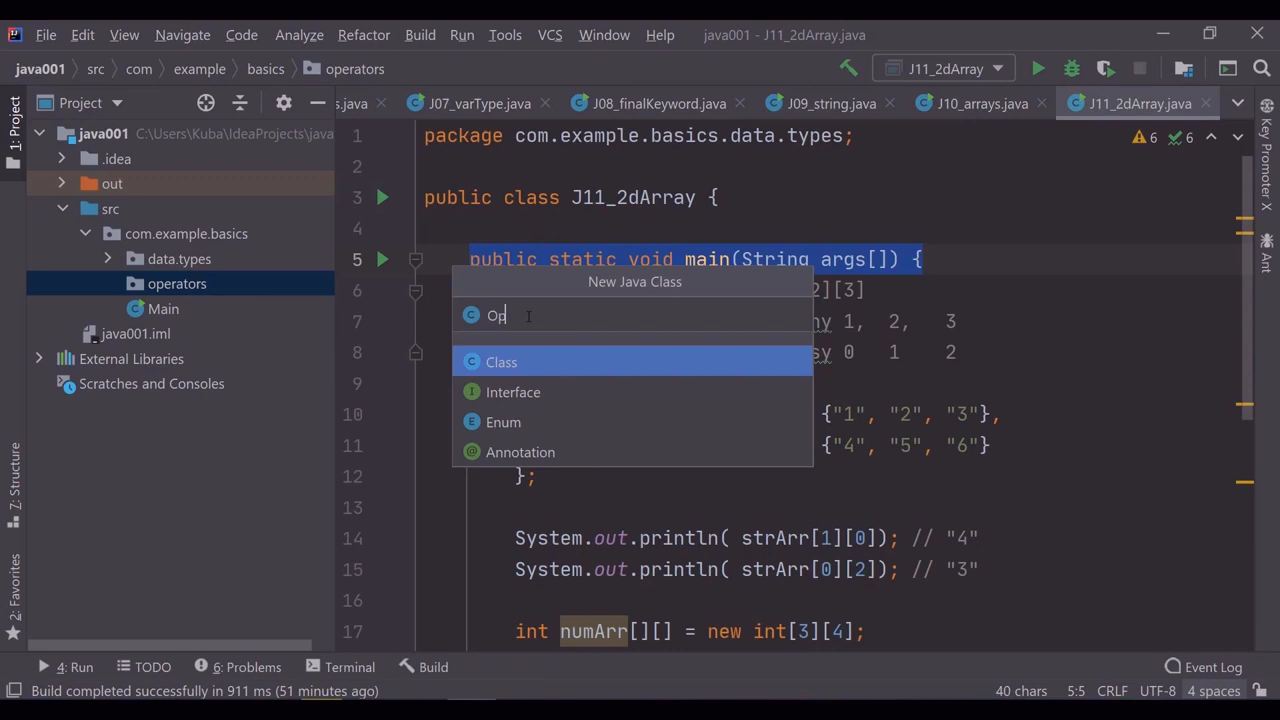 File Edit View Navigate Code Analyze Refactor Build Run Tools VCS Window Help java001 - J11_2dArray.java
java001 src com example basics operators J11_2dArray
1: Project
Project
s.java J07_varType.java J08_finalKeyword.java J09_string.java J10_arrays.java J11_2dArray.java
java001 C:\Users\Kuba\IdeaProjects\java
.idea
out
src
com.example.basics
data.types
operators
Main
java001.iml
External Libraries
Scratches and Consoles
1 package com.example.basics.data.types;
2
3 public class J11_2dArray {
4
5 public static void main(String args[]) {
6 2][3]
7 ny 1, 2, 3
8 sy 0 1 2
9
10 {"1", "2", "3"},
11 {"4", "5", "6"}
12 };
13
14 System.out.println( strArr[1][0]); // "4"
15 System.out.println( strArr[0][2]); // "3"
16
17 int numArr[][] = new int[3][4];
6 6
New Java Class
Op
Class
Interface
Enum
Annotation
Key Promoter X
Ant
7: Structure
2: Favorites
4: Run TODO 6: Problems Terminal Build Event Log
Build completed successfully in 911 ms (51 minutes ago) 40 chars 5:5 CRLF UTF-8 4 spaces